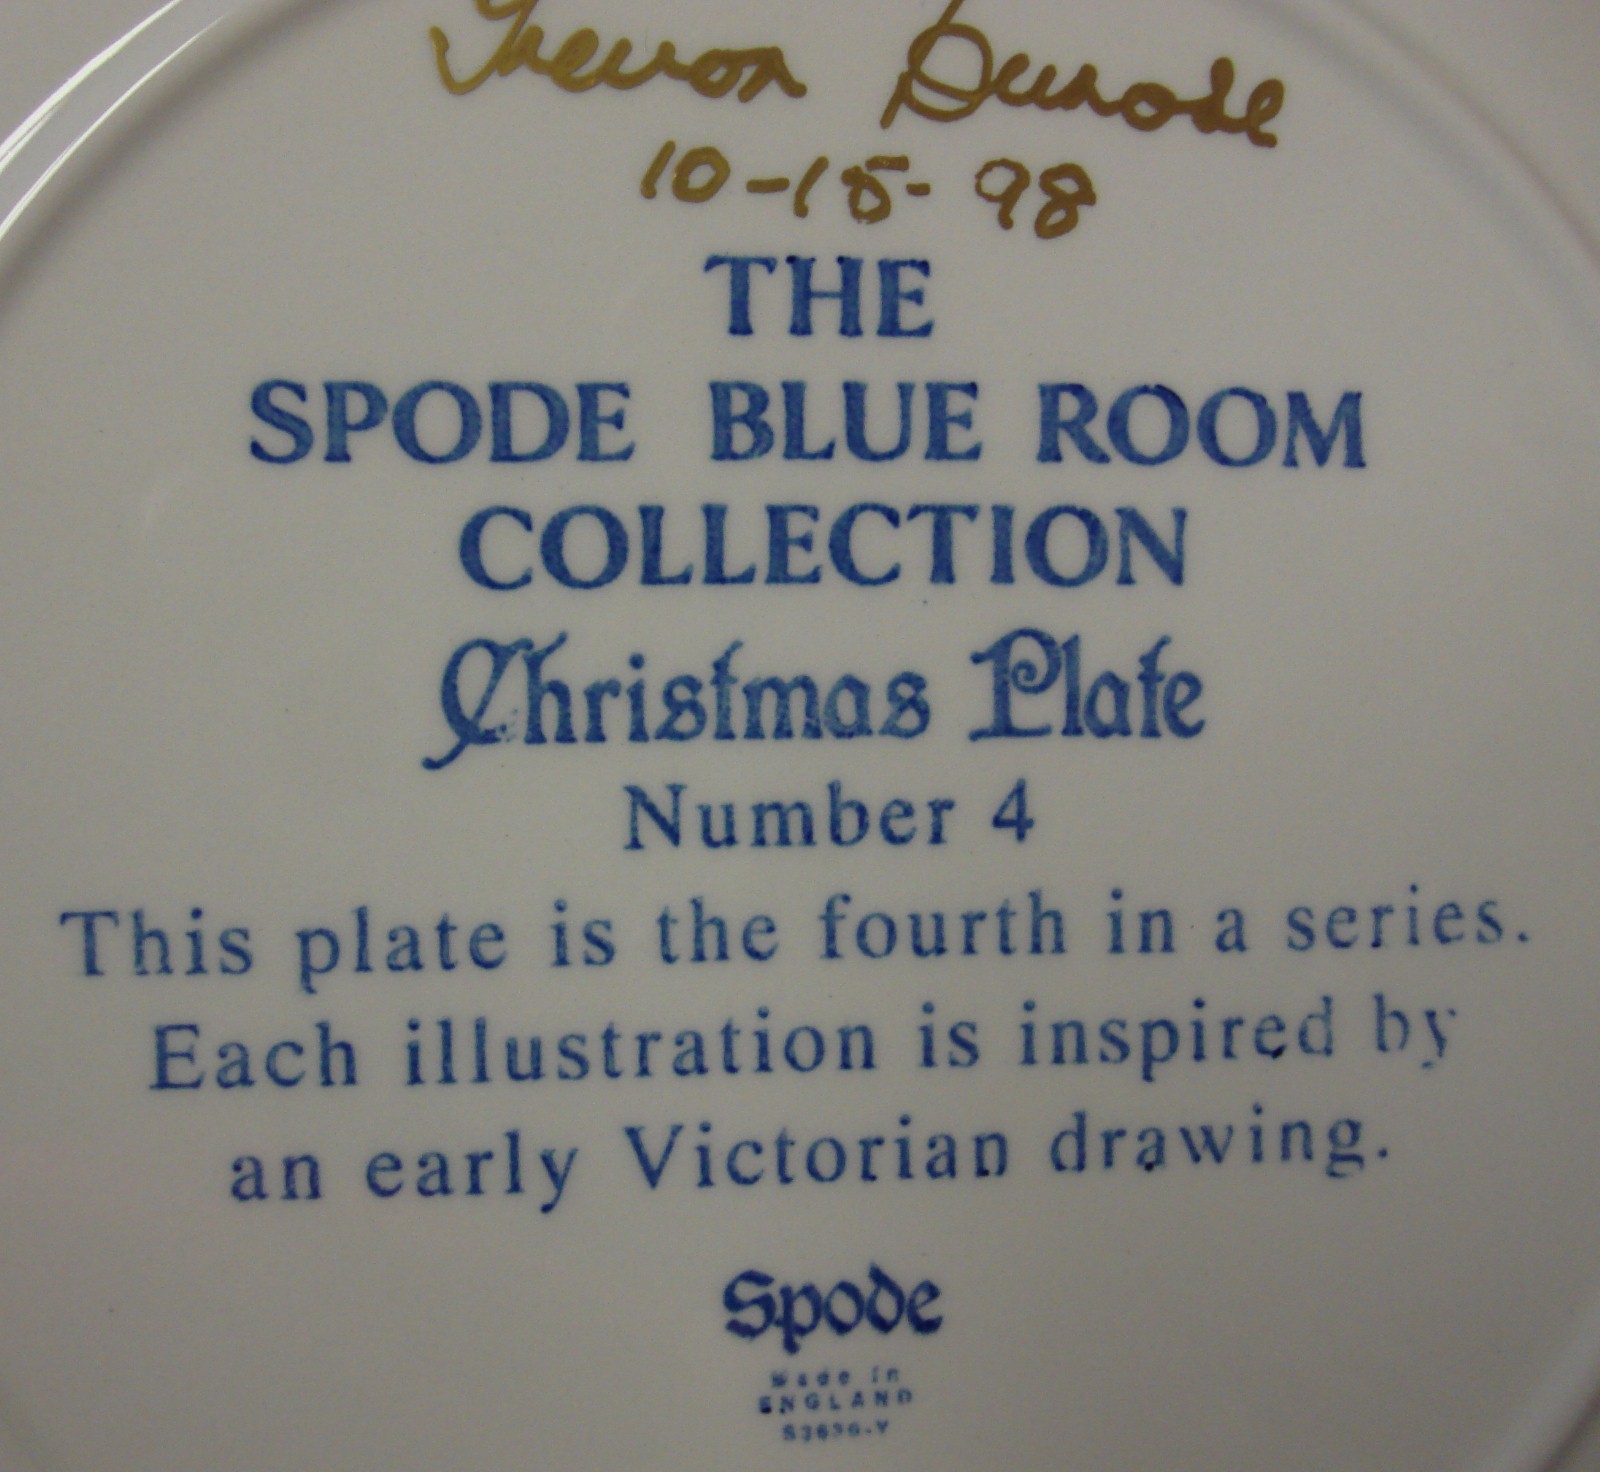 Trevor
10-15-98
THE
SPODE BLUE ROOM
COLLECTION
Christmas Plate
Number 4
This plate is the fourth in a series.
Each illustration is inspired by
an early Victorian drawing.
Spode
Made in
ENGLAND